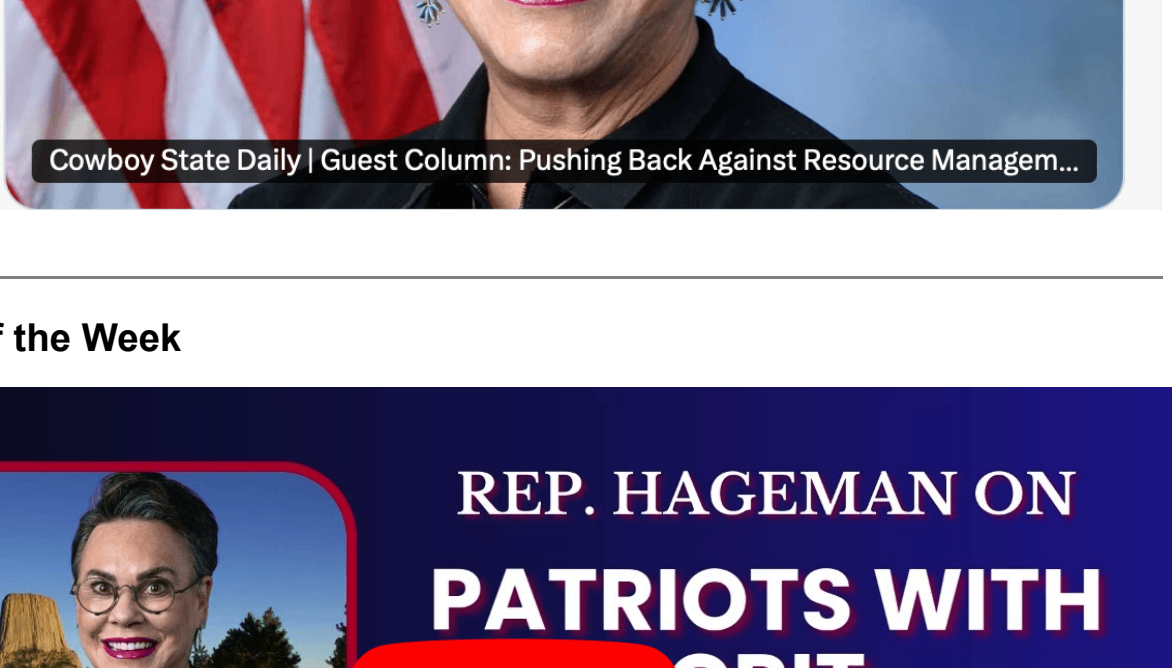 Cowboy State Daily | Guest Column: Pushing Back Against Resource Managem...
the Week
REP. HAGEMAN ON
PATRIOTS WITH